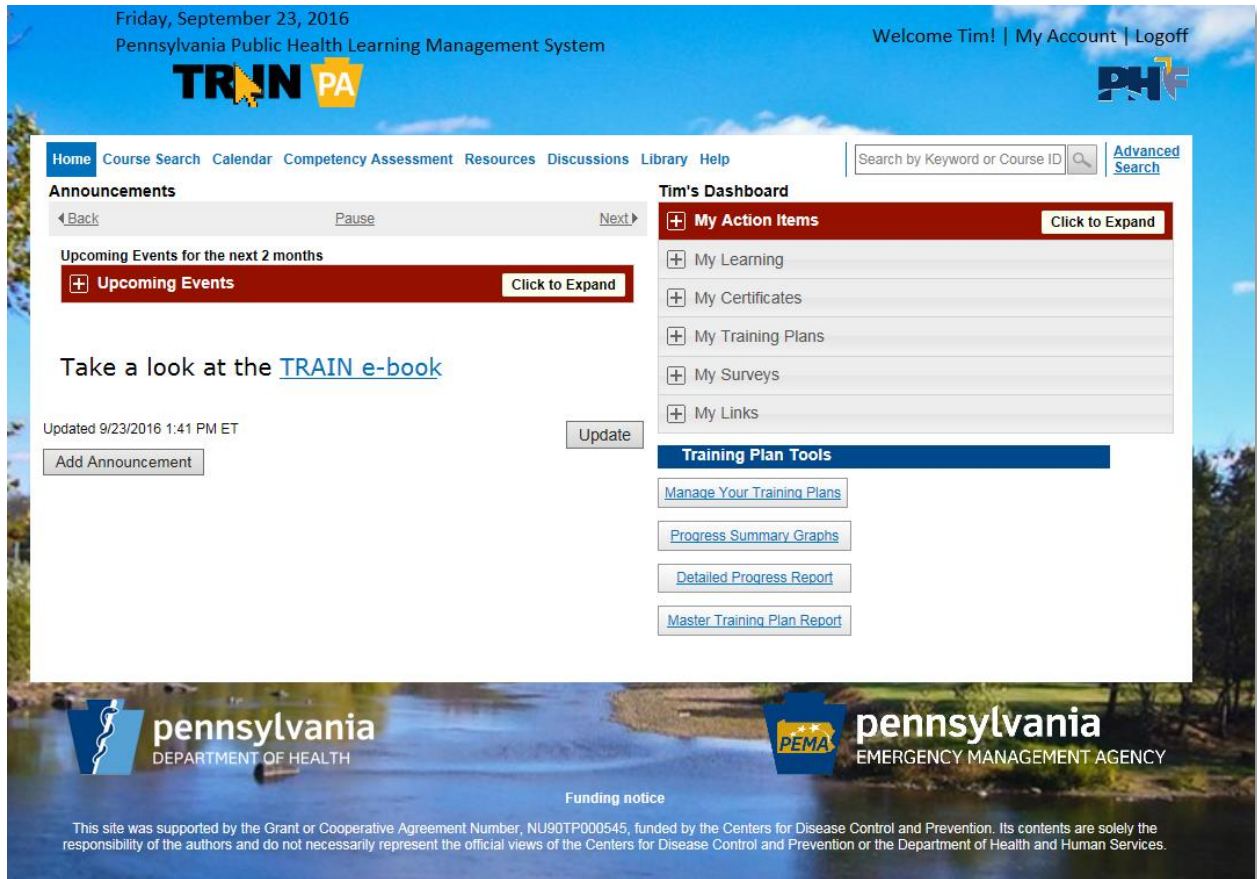 Friday, September 23, 2016
Pennsylvania Public Health Learning Management System
Welcome Tim! | My Account | Logoff
TRAIN PA
PHF
Home Course Search Calendar Competency Assessment Resources Discussions Library Help
Search by Keyword or Course ID
Advanced
Search
Announcements
Back Pause Next
Upcoming Events for the next 2 months
Upcoming Events Click to Expand
Take a look at the TRAIN e-book
Updated 9/23/2016 1:41 PM ET
Update
Add Announcement
Tim's Dashboard
My Action Items Click to Expand
My Learning
My Certificates
My Training Plans
My Surveys
My Links
Training Plan Tools
Manage Your Training Plans
Progress Summary Graphs
Detailed Progress Report
Master Training Plan Report
pennsylvania
DEPARTMENT OF HEALTH
PEMA
pennsylvania
EMERGENCY MANAGEMENT AGENCY
Funding notice
This site was supported by the Grant or Cooperative Agreement Number, NU90TP000545, funded by the Centers for Disease Control and Prevention. Its contents are solely the
responsibility of the authors and do not necessarily represent the official views of the Centers for Disease Control and Prevention or the Department of Health and Human Services.